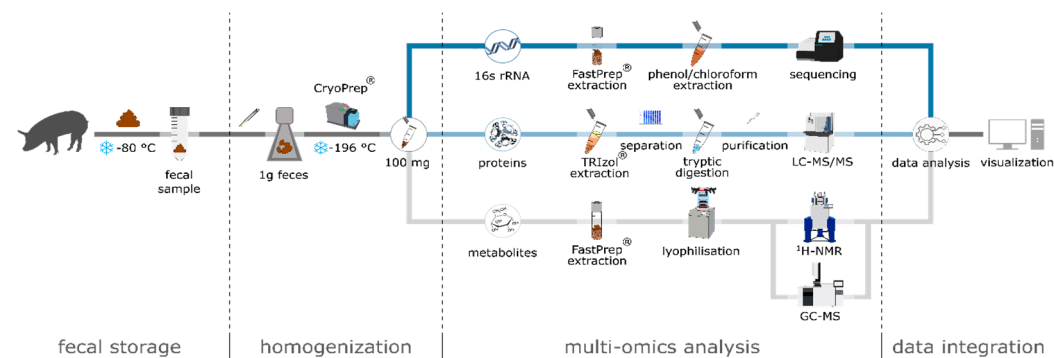 16s rRNA
FastPrep®
extraction
phenol/chloroform
extraction
sequencing
CryoPrep®
-80 °C
fecal
sample
1g feces
-196 °C
100 mg
proteins
TRIzol®
extraction
separation
tryptic
digestion
purification
LC-MS/MS
data analysis
visualization
metabolites
FastPrep®
extraction
lyophilisation
¹H-NMR
GC-MS
fecal storage
homogenization
multi-omics analysis
data integration